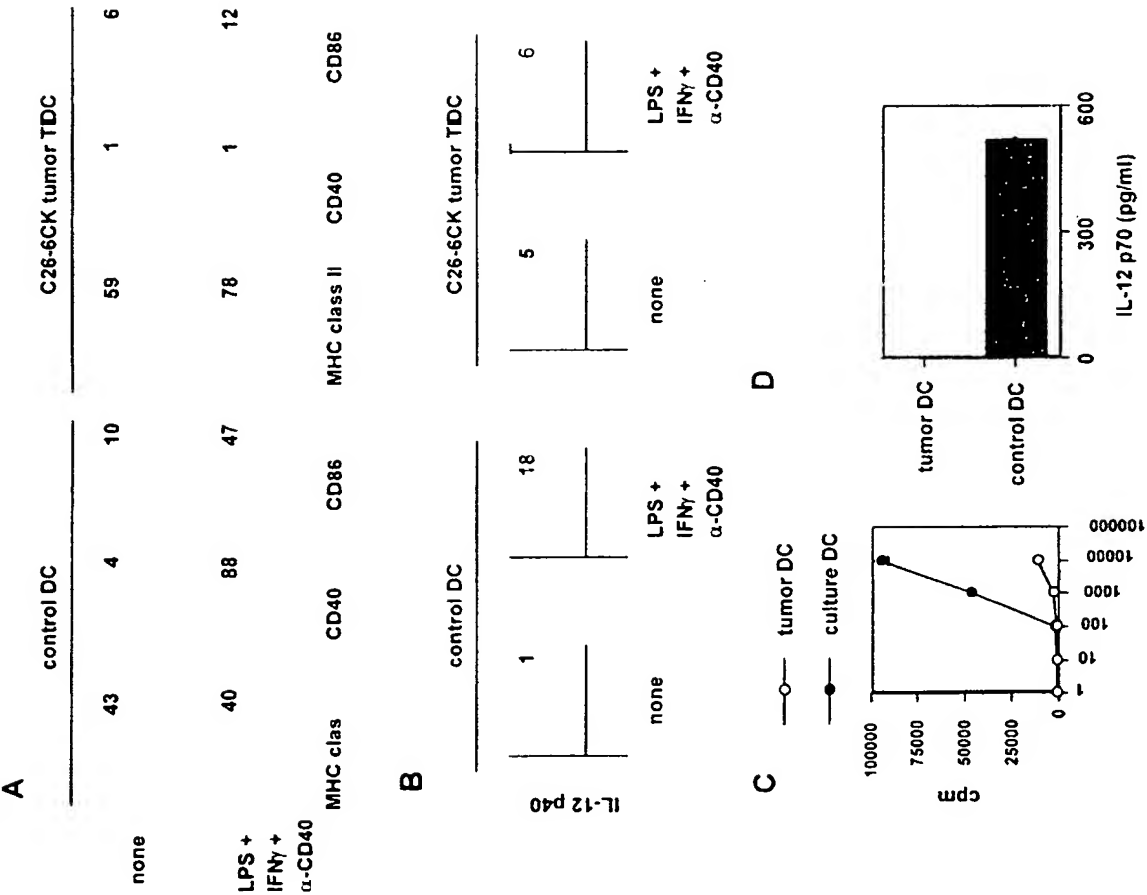 A
control DC
C26-6CK tumor TIDC
none
43
4
10
59
1
6
LPS +
IFNγ +
α-CD40
40
88
47
78
1
12
MHC clas
CD40
CD86
MHC class II
CD40
CD86
B
control DC
C26-6CK tumor TIDC
IL-12 p40
1
18
5
6
none
LPS +
IFNγ +
α-CD40
none
LPS +
IFNγ +
α-CD40
C
tumor DC
culture DC
cpm
100000
75000
50000
25000
0
1
10
100
1000
10000
100000
D
tumor DC
control DC
0
300
600
IL-12 p70 (pg/ml)